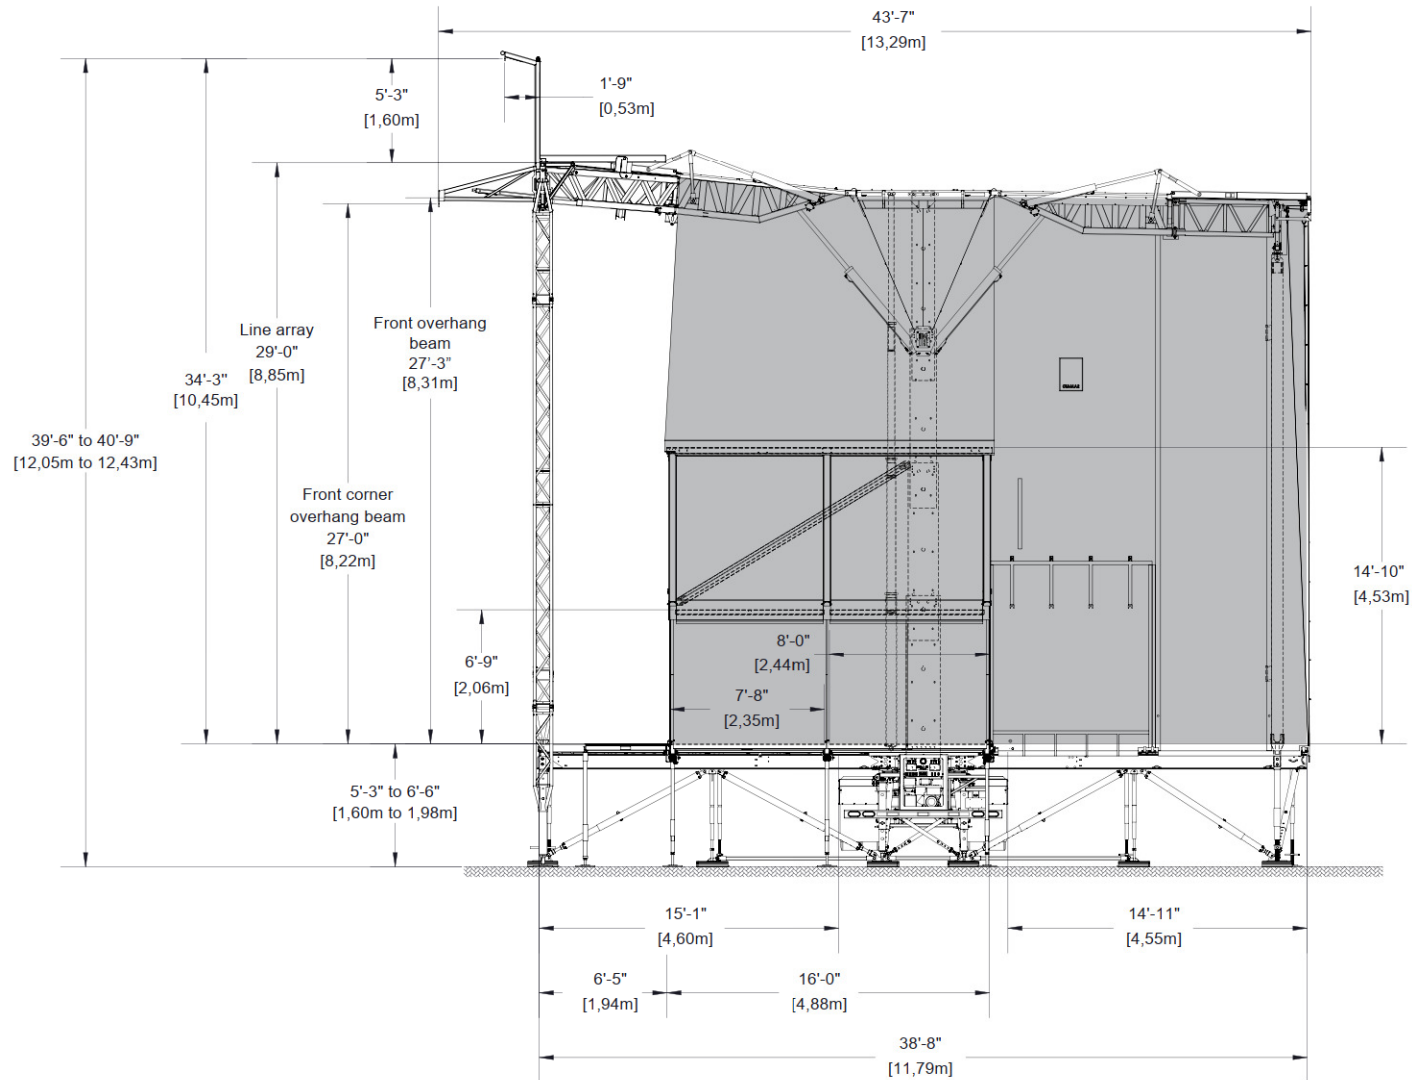 43'-7"
[13,29m]
1'-9"
[0,53m]
5'-3"
[1,60m]
Line array
29'-0"
[8,85m]
Front overhang
beam
27'-3"
[8,31m]
34'-3"
[10,45m]
39'-6" to 40'-9"
[12,05m to 12,43m]
Front corner
overhang beam
27'-0"
[8,22m]
14'-10"
[4,53m]
6'-9"
[2,06m]
8'-0"
[2,44m]
7'-8"
[2,35m]
5'-3" to 6'-6"
[1,60m to 1,98m]
15'-1"
[4,60m]
14'-11"
[4,55m]
6'-5"
[1,94m]
16'-0"
[4,88m]
38'-8"
[11,79m]